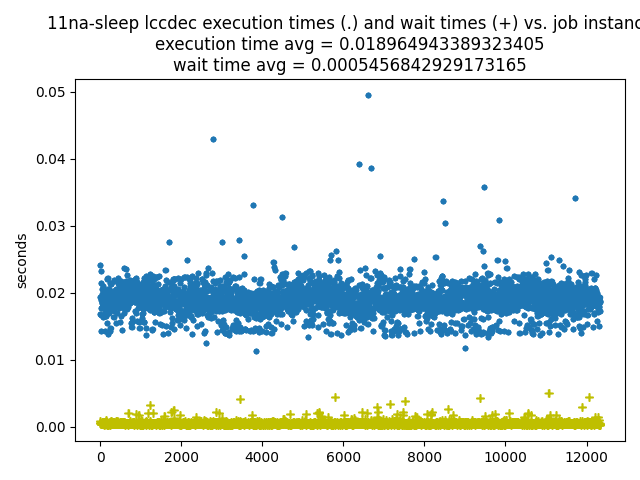 11na-sleep lccdec execution times (.) and wait times (+) vs. job instanc
execution time avg = 0.018964943389323405
wait time avg = 0.0005456842929173165
0.05
0.04
0.03
0.02
0.01
0.00
seconds
0 2000 4000 6000 8000 10000 12000